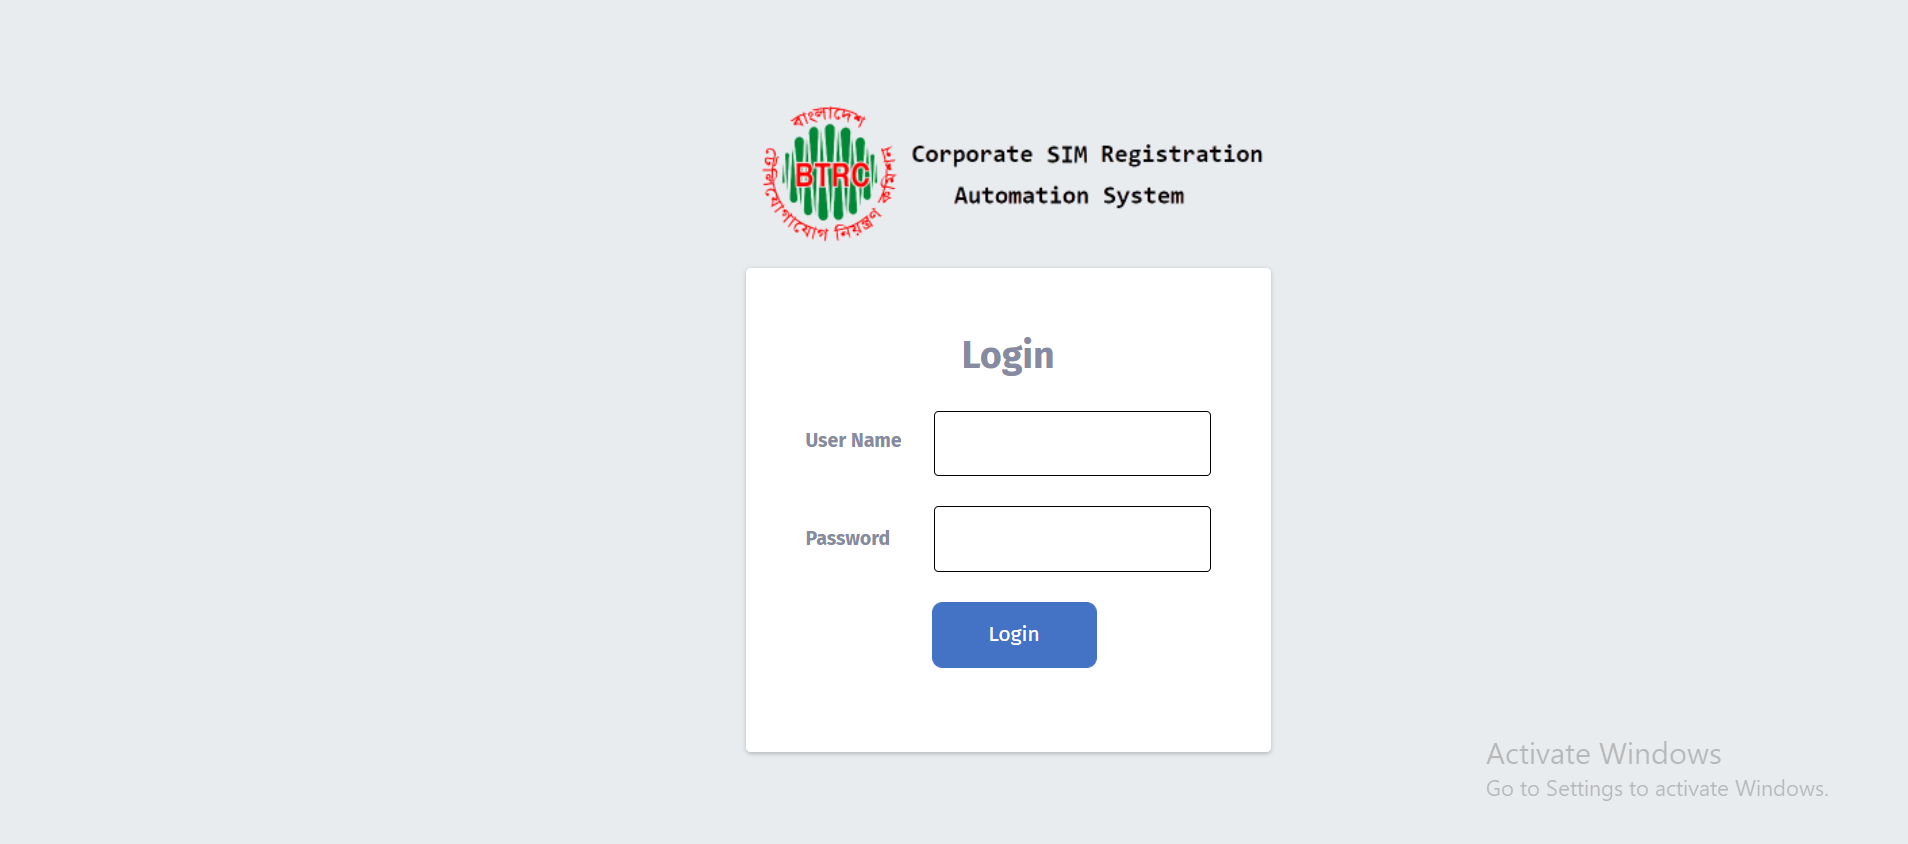 বাংলাদেশ
টেলিযোগাযোগ নিয়ন্ত্রণ কমিশন
BTRC
Corporate SIM Registration
Automation System
Login
User Name
Password
Login
Activate Windows
Go to Settings to activate Windows.